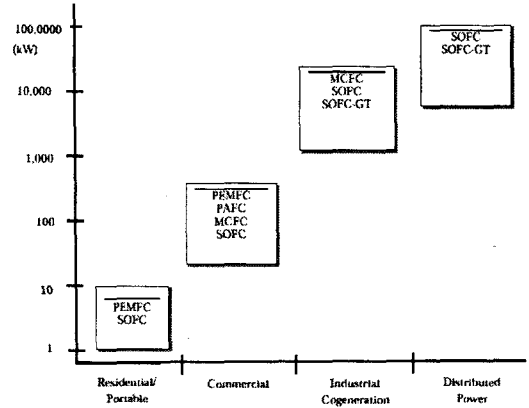 100.0000
(kW)
SOFC
SOFC-GT
10.000
MCFC
SOFC
SOFC-GT
1,000
PEMFC
PAFC
MCFC
SOFC
100
10
PEMFC
SOFC
1
Residential/
Portable
Commercial
Industrial
Cogeneration
Distributed
Power